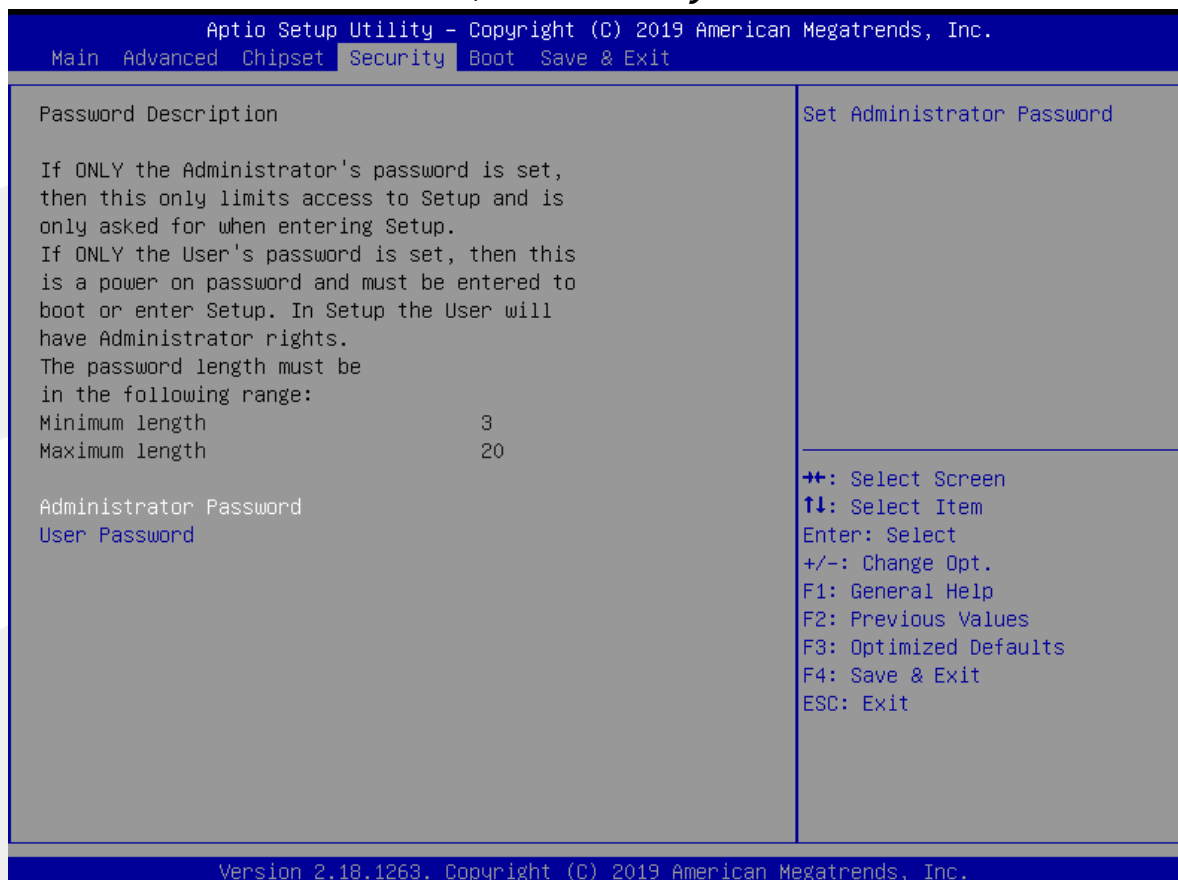 Aptio Setup Utility – Copyright (C) 2019 American Megatrends, Inc.
Main Advanced Chipset Security Boot Save & Exit
Password Description
If ONLY the Administrator's password is set,
then this only limits access to Setup and is
only asked for when entering Setup.
If ONLY the User's password is set, then this
is a power on password and must be entered to
boot or enter Setup. In Setup the User will
have Administrator rights.
The password length must be
in the following range:
Minimum length 3
Maximum length 20
Administrator Password
User Password
Set Administrator Password
→←: Select Screen
↑↓: Select Item
Enter: Select
+/-: Change Opt.
F1: General Help
F2: Previous Values
F3: Optimized Defaults
F4: Save & Exit
ESC: Exit
Version 2.18.1263. Copyright (C) 2019 American Megatrends, Inc.